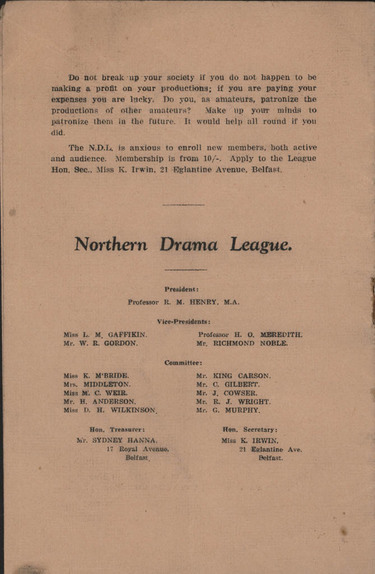 Do not break up your society if you do not happen to be
making a profit on your productions; if you are paying your
expenses you are lucky. Do you, as amateurs, patronize the
productions of other amateurs? Make up your minds to
patronize them in the future. It would help all round if you
did.
The N.D.L. is anxious to enroll new members, both active
and audience. Membership is from 10/-. Apply to the League
Hon. Sec., Miss K. Irwin, 21 Eglantine Avenue, Belfast.
Northern Drama League.
President:
Professor R. M. HENRY, M.A.
Vice-Presidents:
Miss L. M. GAFFIKIN. Professor H. O. MEREDITH.
Mr. W. R. GORDON. Mr. RICHMOND NOBLE.
Committee:
Miss K. M'BRIDE. Mr. KING CARSON.
Mrs. MIDDLETON. Mr. C. GILBERT.
Miss M. C. WEIR. Mr. J. COWSER.
Mr. H. ANDERSON. Mr. R. J. WRIGHT.
Miss D. H. WILKINSON. Mr. G. MURPHY.
Hon. Treasurer: Hon. Secretary:
Mr. SYDNEY HANNA, Miss K. IRWIN,
17 Royal Avenue, 21 Eglantine Ave.
Belfast. Belfast.